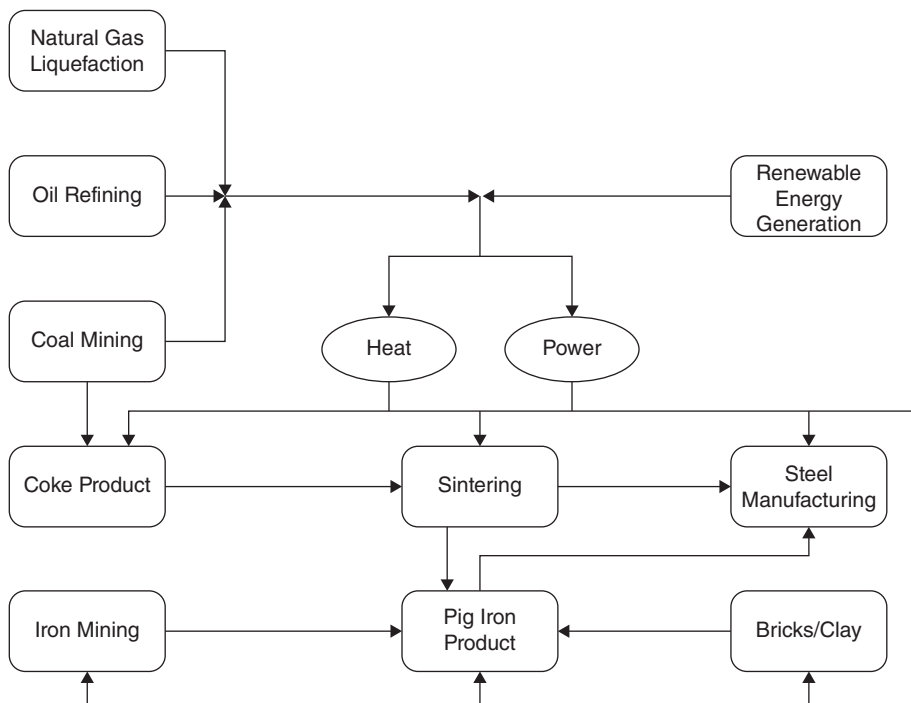 Natural Gas
Liquefaction
Oil Refining
Renewable
Energy
Generation
Coal Mining
Heat
Power
Coke Product
Sintering
Steel
Manufacturing
Iron Mining
Pig Iron
Product
Bricks/Clay